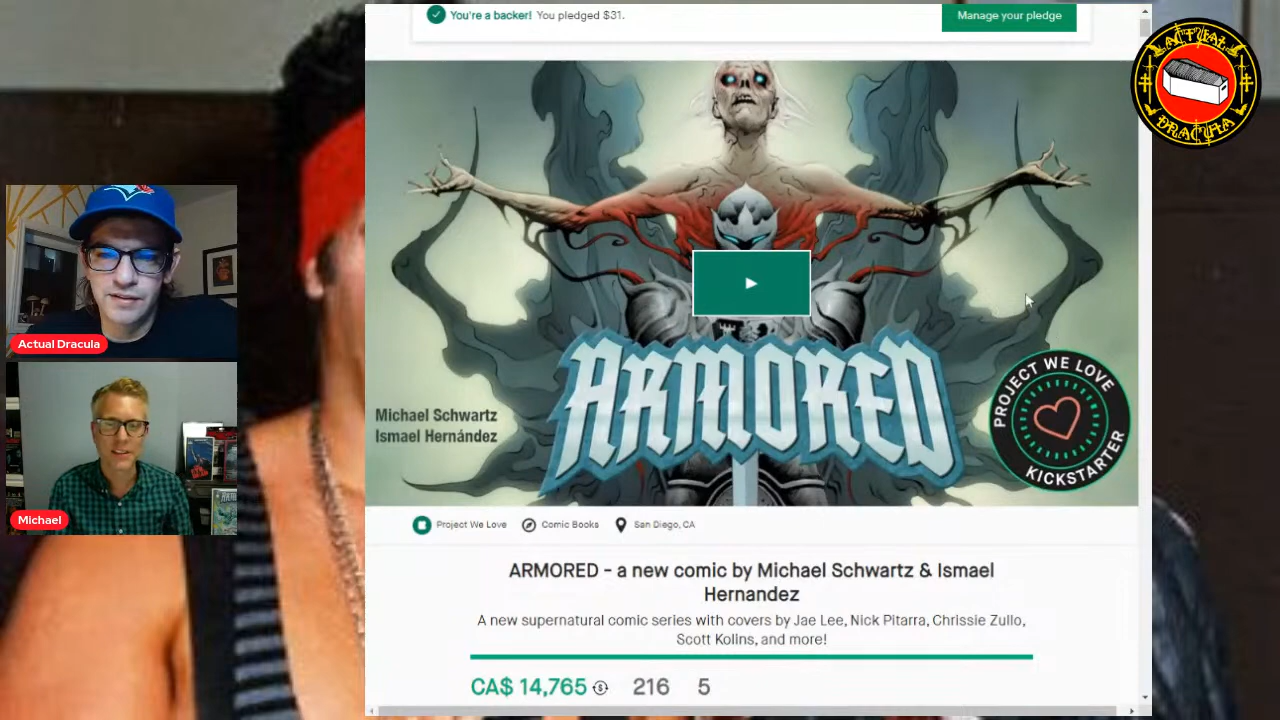 You're a backer! You pledged $31.
Manage your pledge
ACTUAL
DRACULA
Actual Dracula
Michael
Michael Schwartz
Ismael Hernández
ARMORED
PROJECT WE LOVE
KICKSTARTER
Project We Love
Comic Books
San Diego, CA
ARMORED - a new comic by Michael Schwartz & Ismael
Hernandez
A new supernatural comic series with covers by Jae Lee, Nick Pitarra, Chrissie Zullo,
Scott Kolins, and more!
CA$ 14,765
216
5